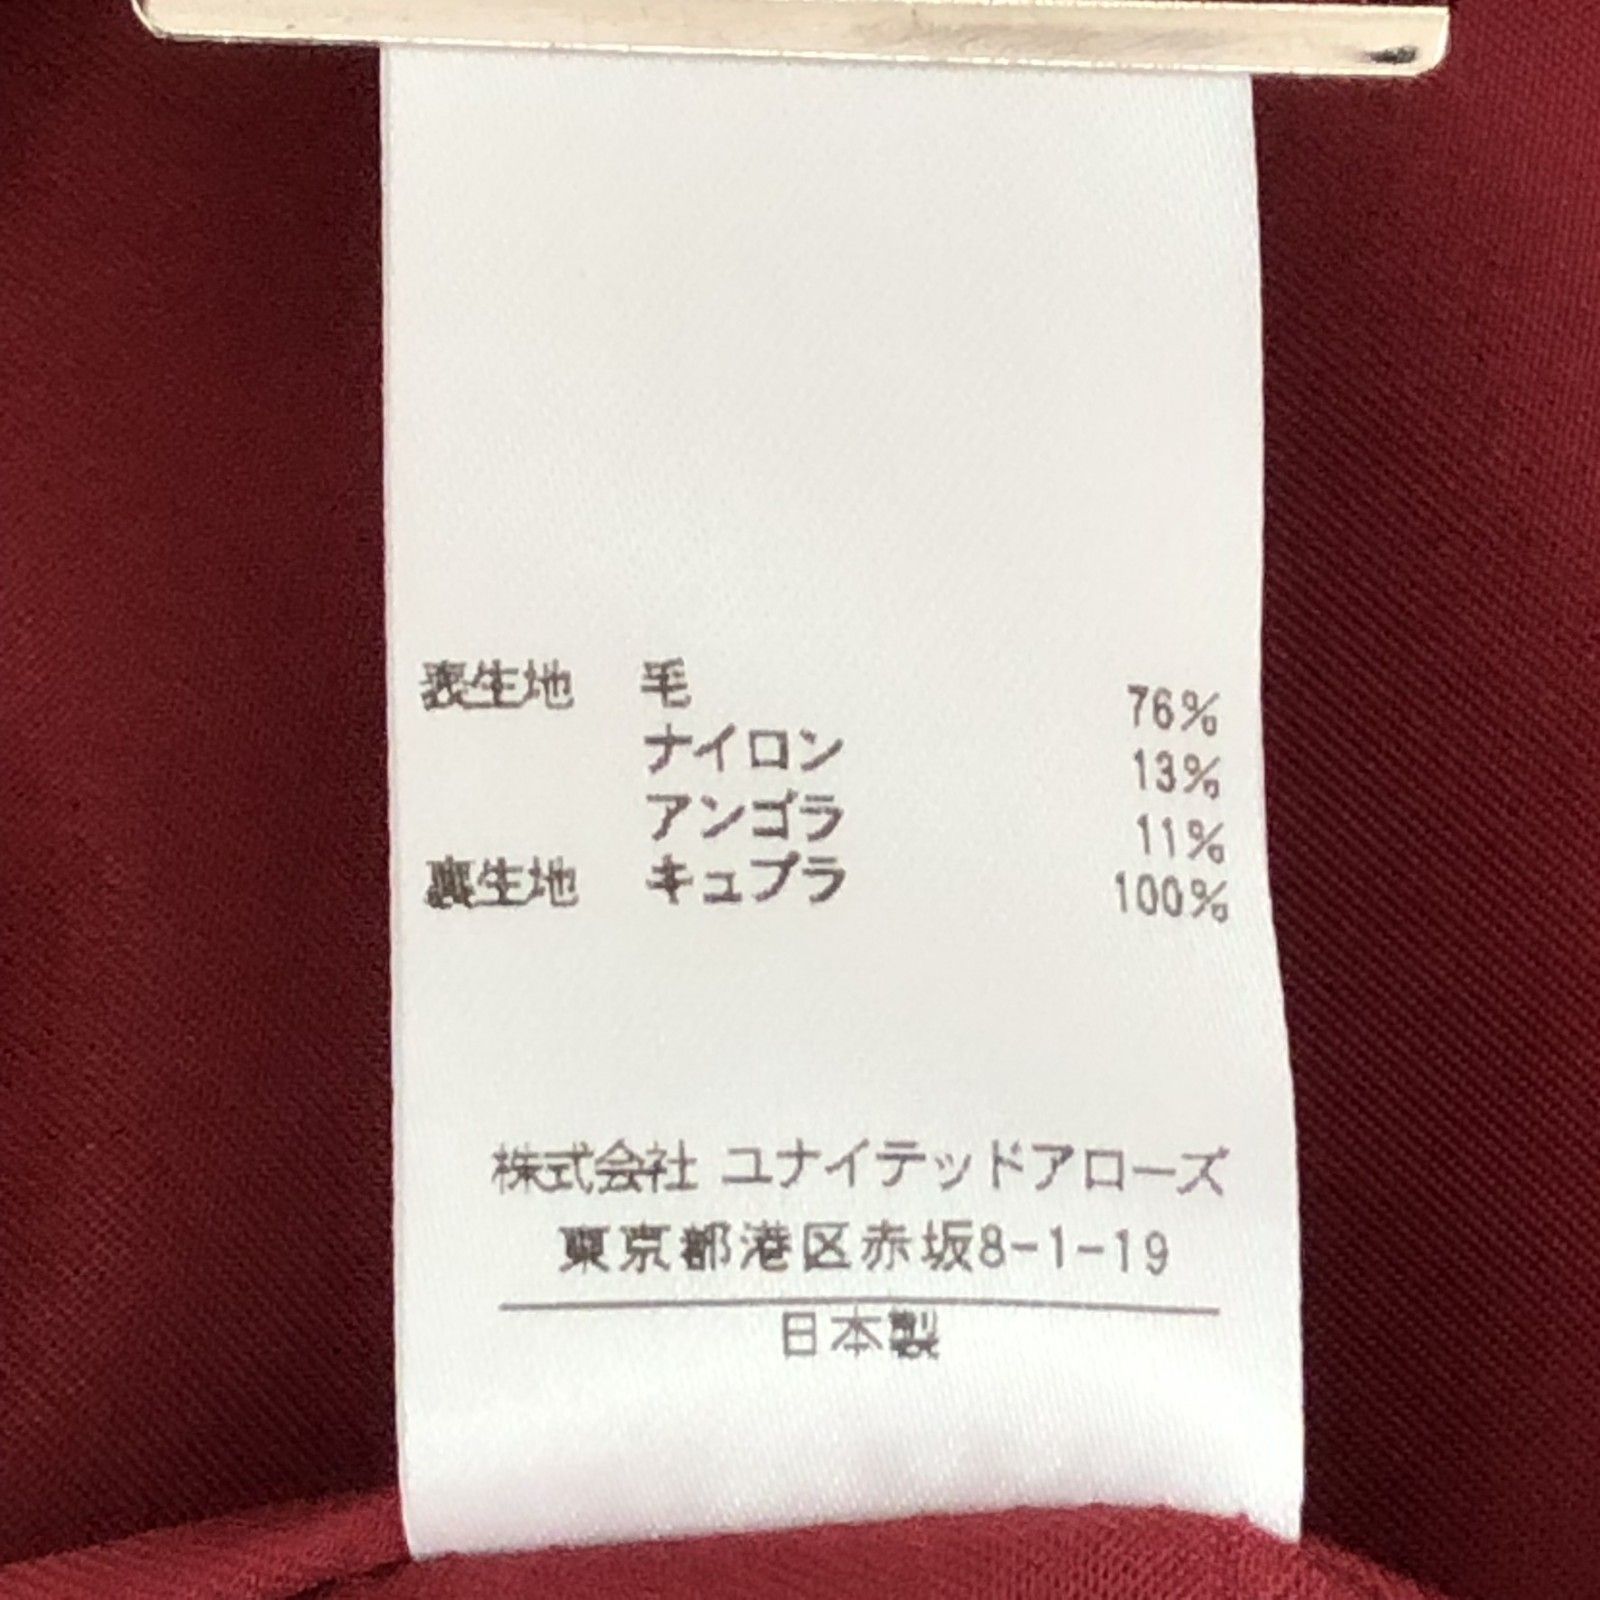 表生地 毛 76%
ナイロン 13%
アンゴラ 11%
裏生地 キュプラ 100%
株式会社 ユナイテッドアローズ
東京都港区赤坂8-1-19
日本製